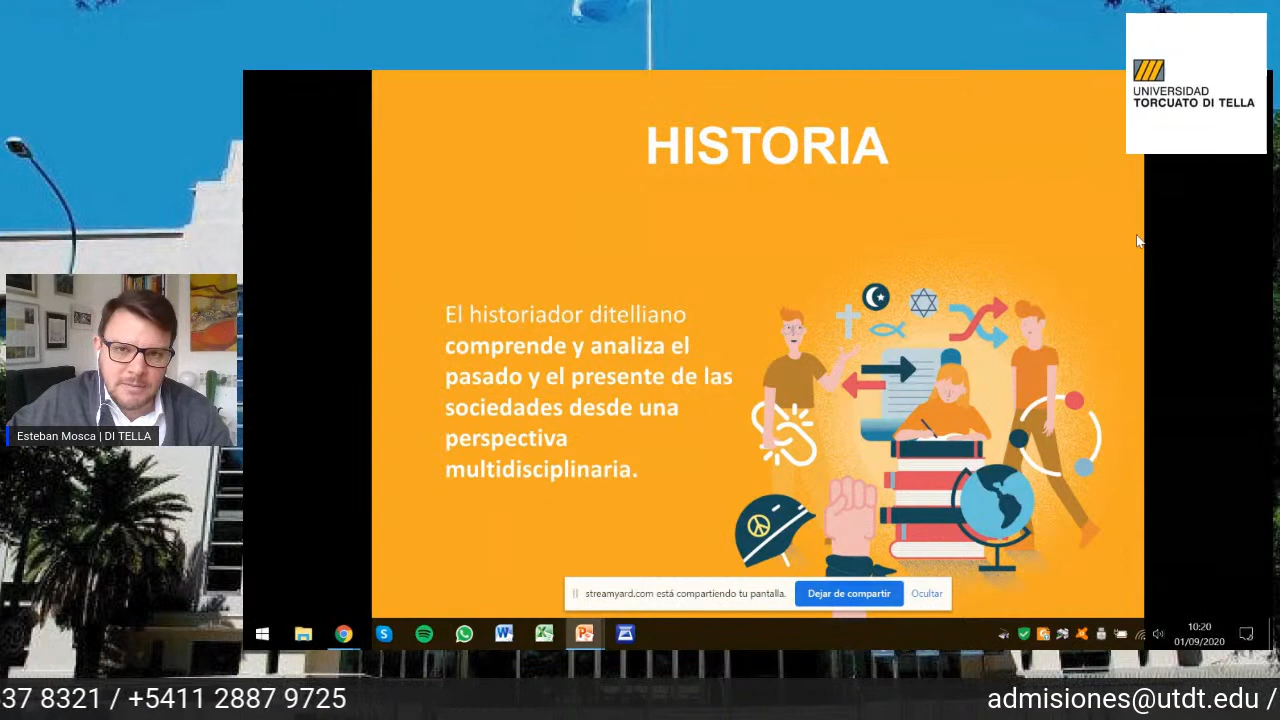 UNIVERSIDAD
TORCUATO DI TELLA
HISTORIA
El historiador ditelliano
comprende y analiza el
pasado y el presente de las
sociedades desde una
perspectiva
multidisciplinaria.
Esteban Mosca | DI TELLA
streamyard.com está compartiendo tu pantalla.
Dejar de compartir
Ocultar
10:20
01/09/2020
37 8321 / +5411 2887 9725
admisiones@utdt.edu /